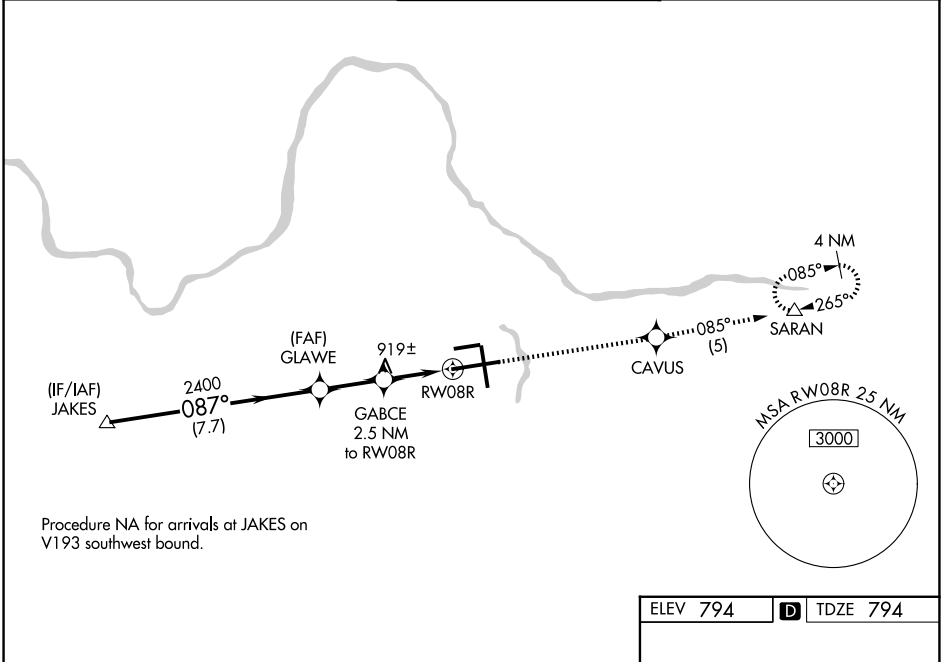 4 NM
085°
265°
SARAN
085°
(5)
CAVUS
(FAF)
GLAWE
919±
RW08R
(IF/IAF)
JAKES
2400
087°
(7.7)
GABCE
2.5 NM
to RW08R
MSA RW08R 25 NM
3000
Procedure NA for arrivals at JAKES on
V193 southwest bound.
ELEV 794 D TDZE 794